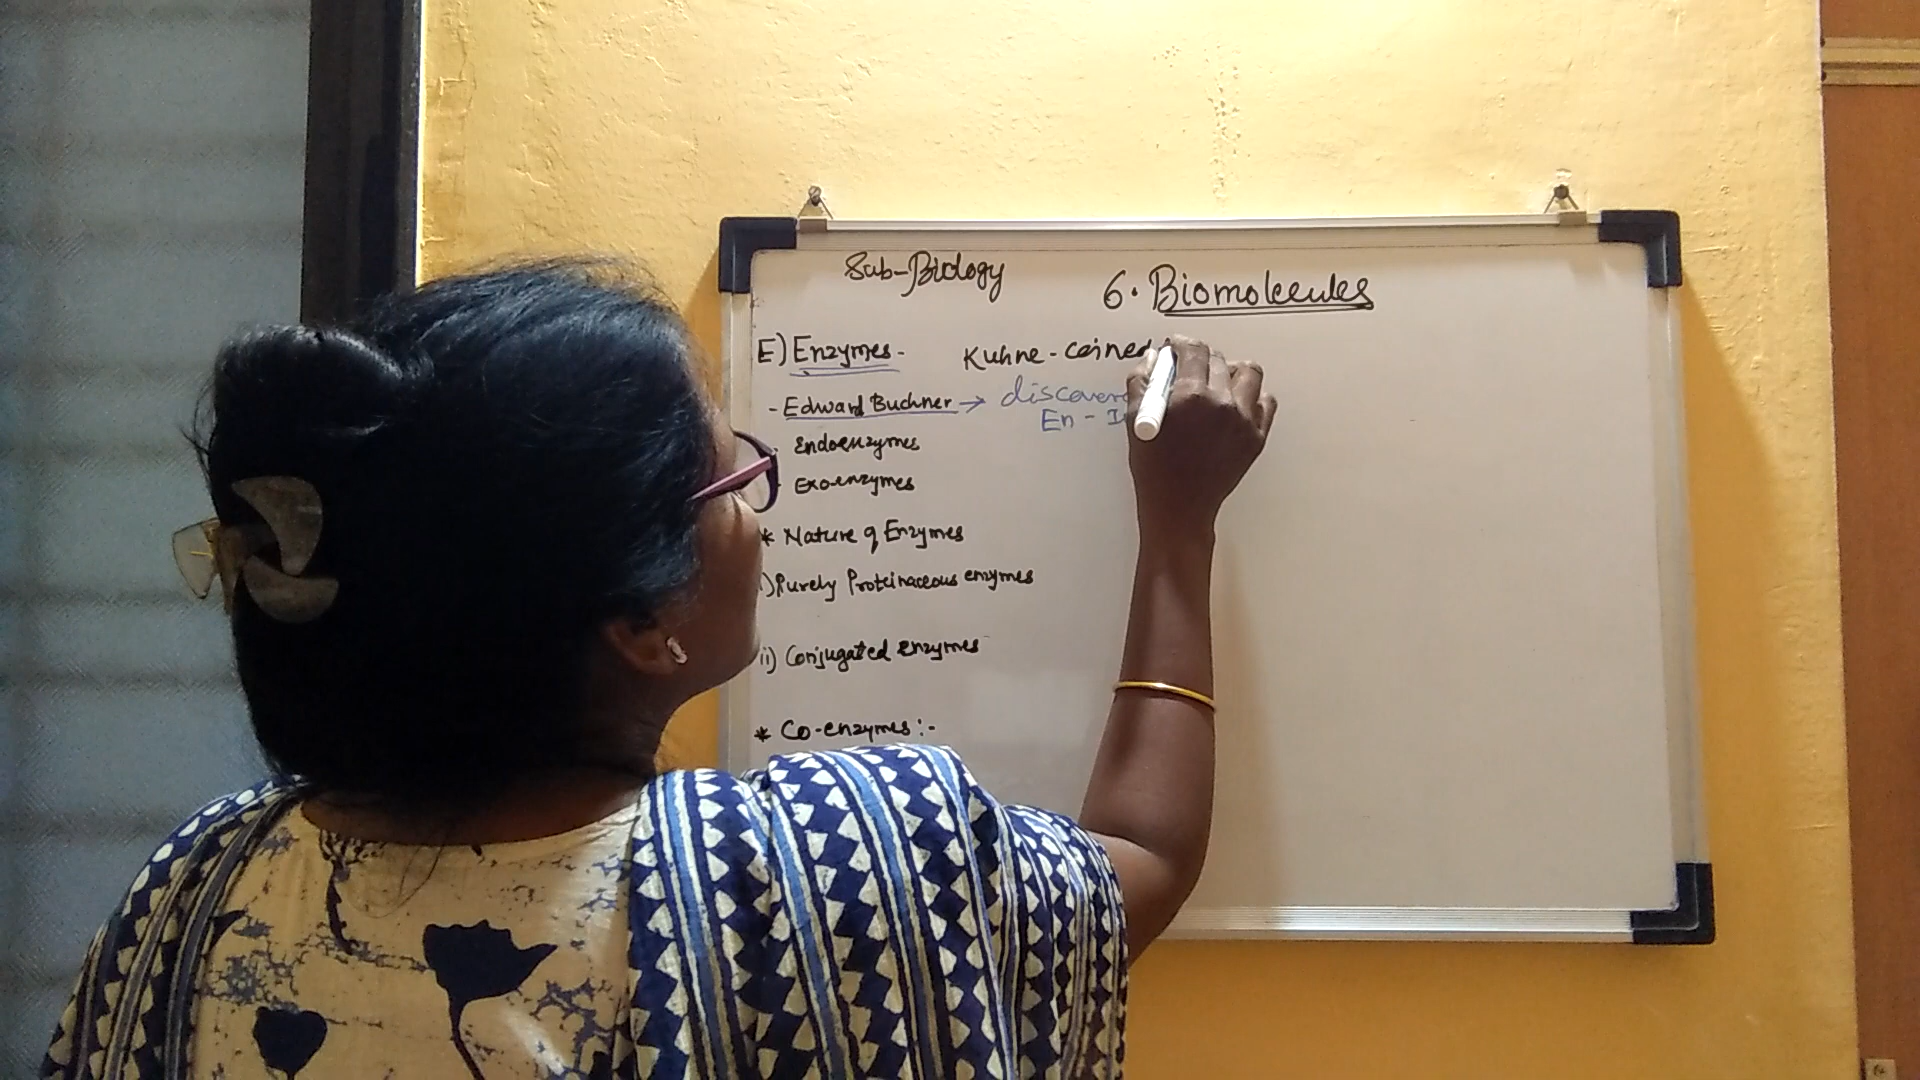 Sub-Biology
6. Biomolecules
E) Enzymes- Kuhne - coined
- Edward Buchner → discover
En - I
Endoenzymes
Exoenzymes
* Nature of Enzymes
i) Purely Proteinaceous enzymes
ii) Conjugated enzymes
* Co-enzymes:-